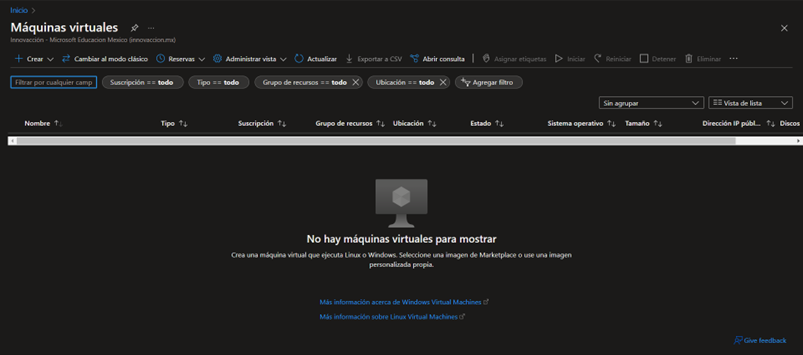 Inicio >
Máquinas virtuales
Innovacción - Microsoft Educacion Mexico (innovaccion.mx)
Crear Cambiar al modo clásico Reservas Administrar vista Actualizar Exportar a CSV Abrir consulta Asignar etiquetas Iniciar Reiniciar Detener Eliminar
Filtrar por cualquier camp Suscripción == todo Tipo == todo Grupo de recursos == todo Ubicación == todo Agregar filtro
Sin agrupar Vista de lista
Nombre Tipo Suscripción Grupo de recursos Ubicación Estado Sistema operativo Tamaño Dirección IP públ... Discos
No hay máquinas virtuales para mostrar
Crea una máquina virtual que ejecuta Linux o Windows. Seleccione una imagen de Marketplace o use una imagen
personalizada propia.
Más información acerca de Windows Virtual Machines
Más información sobre Linux Virtual Machines
Give feedback